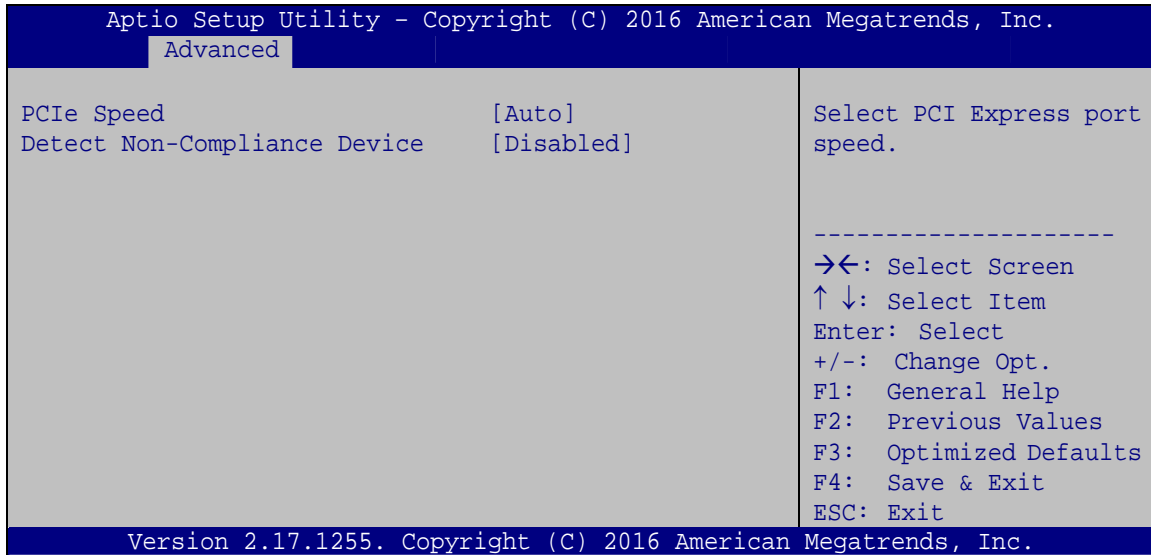 Aptio Setup Utility – Copyright (C) 2016 American Megatrends, Inc.
Advanced
PCIe Speed [Auto]
Detect Non-Compliance Device [Disabled]
Select PCI Express port
speed.
---------------------
→←: Select Screen
↑ ↓: Select Item
Enter: Select
+/-: Change Opt.
F1: General Help
F2: Previous Values
F3: Optimized Defaults
F4: Save & Exit
ESC: Exit
Version 2.17.1255. Copyright (C) 2016 American Megatrends, Inc.